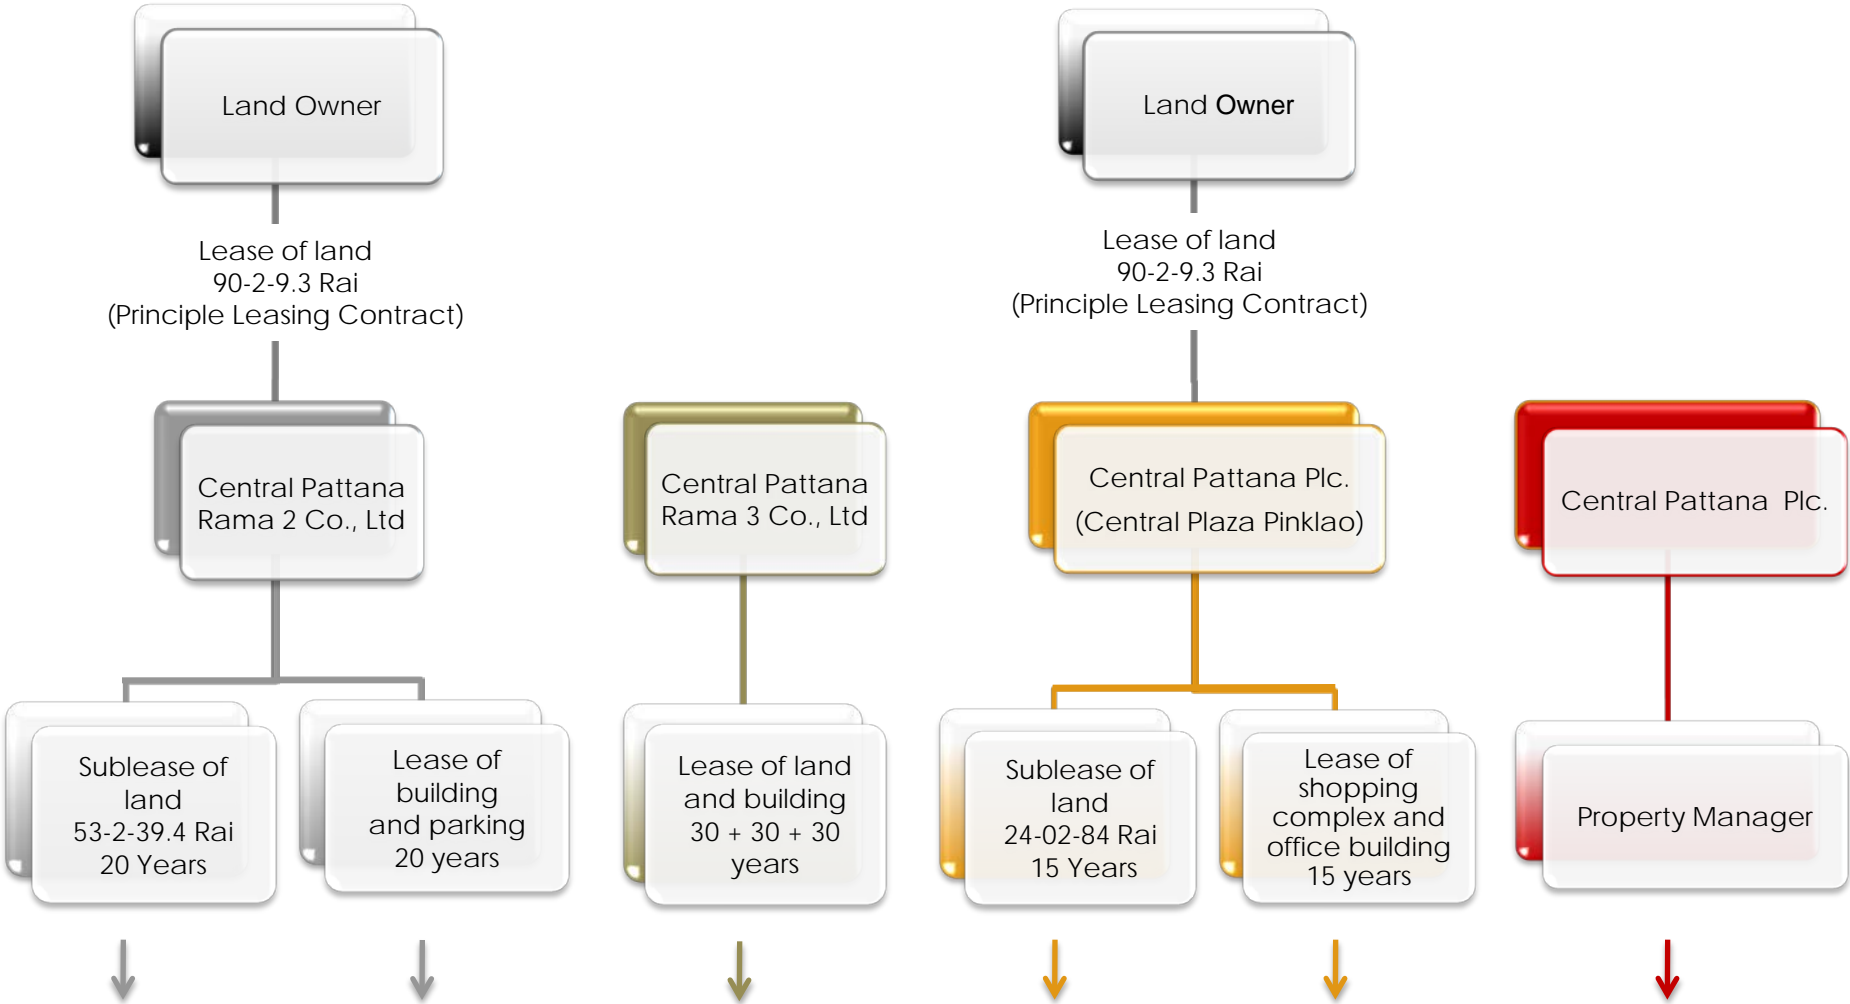 Land Owner
Land Owner
Lease of land
90-2-9.3 Rai
(Principle Leasing Contract)
Lease of land
90-2-9.3 Rai
(Principle Leasing Contract)
Central Pattana
Rama 2 Co., Ltd
Central Pattana
Rama 3 Co., Ltd
Central Pattana Plc.
(Central Plaza Pinklao)
Central Pattana Plc.
Sublease of
land
53-2-39.4 Rai
20 Years
Lease of
building
and parking
20 years
Lease of land
and building
30 + 30 + 30
years
Sublease of
land
24-02-84 Rai
15 Years
Lease of
shopping
complex and
office building
15 years
Property Manager